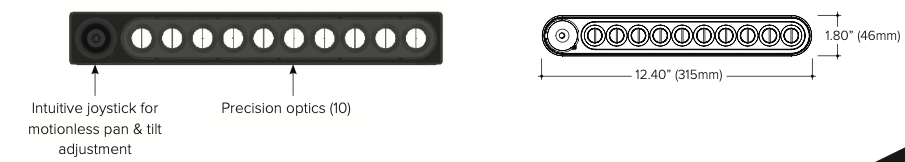 Intuitive joystick for
motionless pan & tilt
adjustment
Precision optics (10)
1.80” (46mm)
12.40” (315mm)